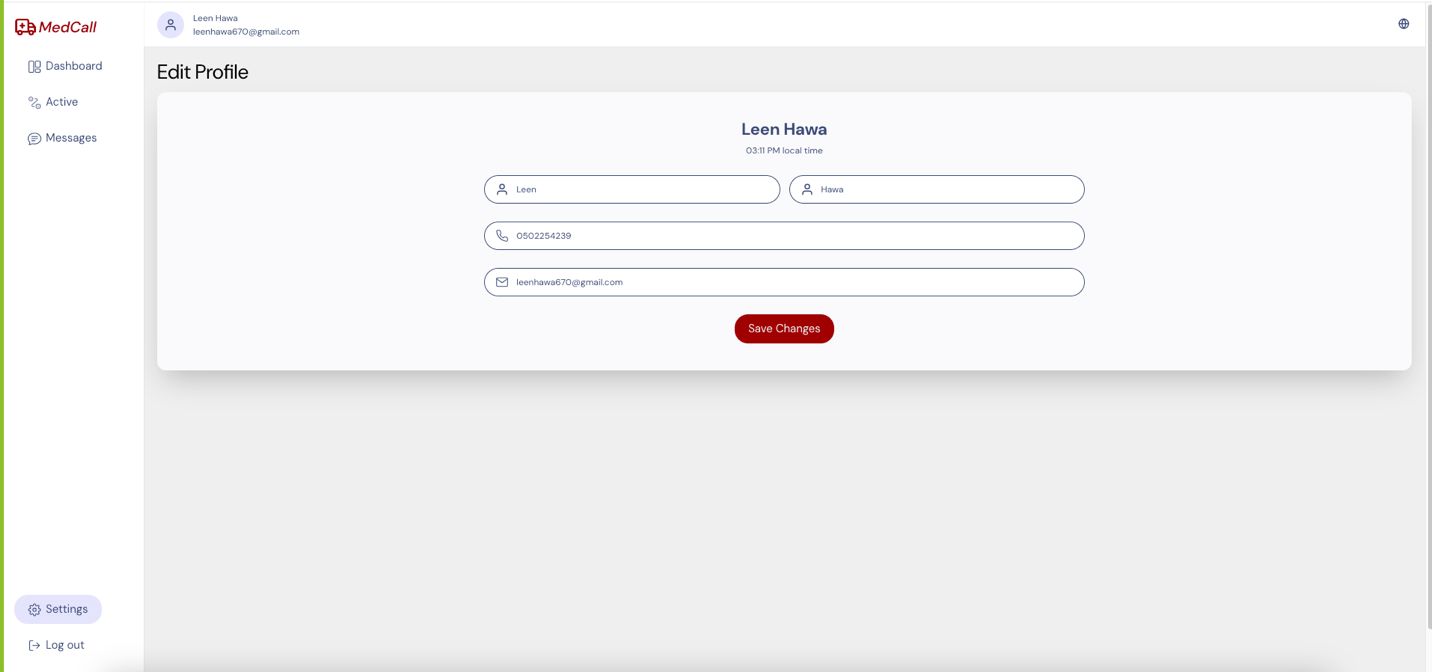 MedCall
Leen Hawa
leenhawa670@gmail.com
Dashboard
Active
Messages
Settings
Log out
Edit Profile
Leen Hawa
03:11 PM local time
Leen
Hawa
0502254239
leenhawa670@gmail.com
Save Changes